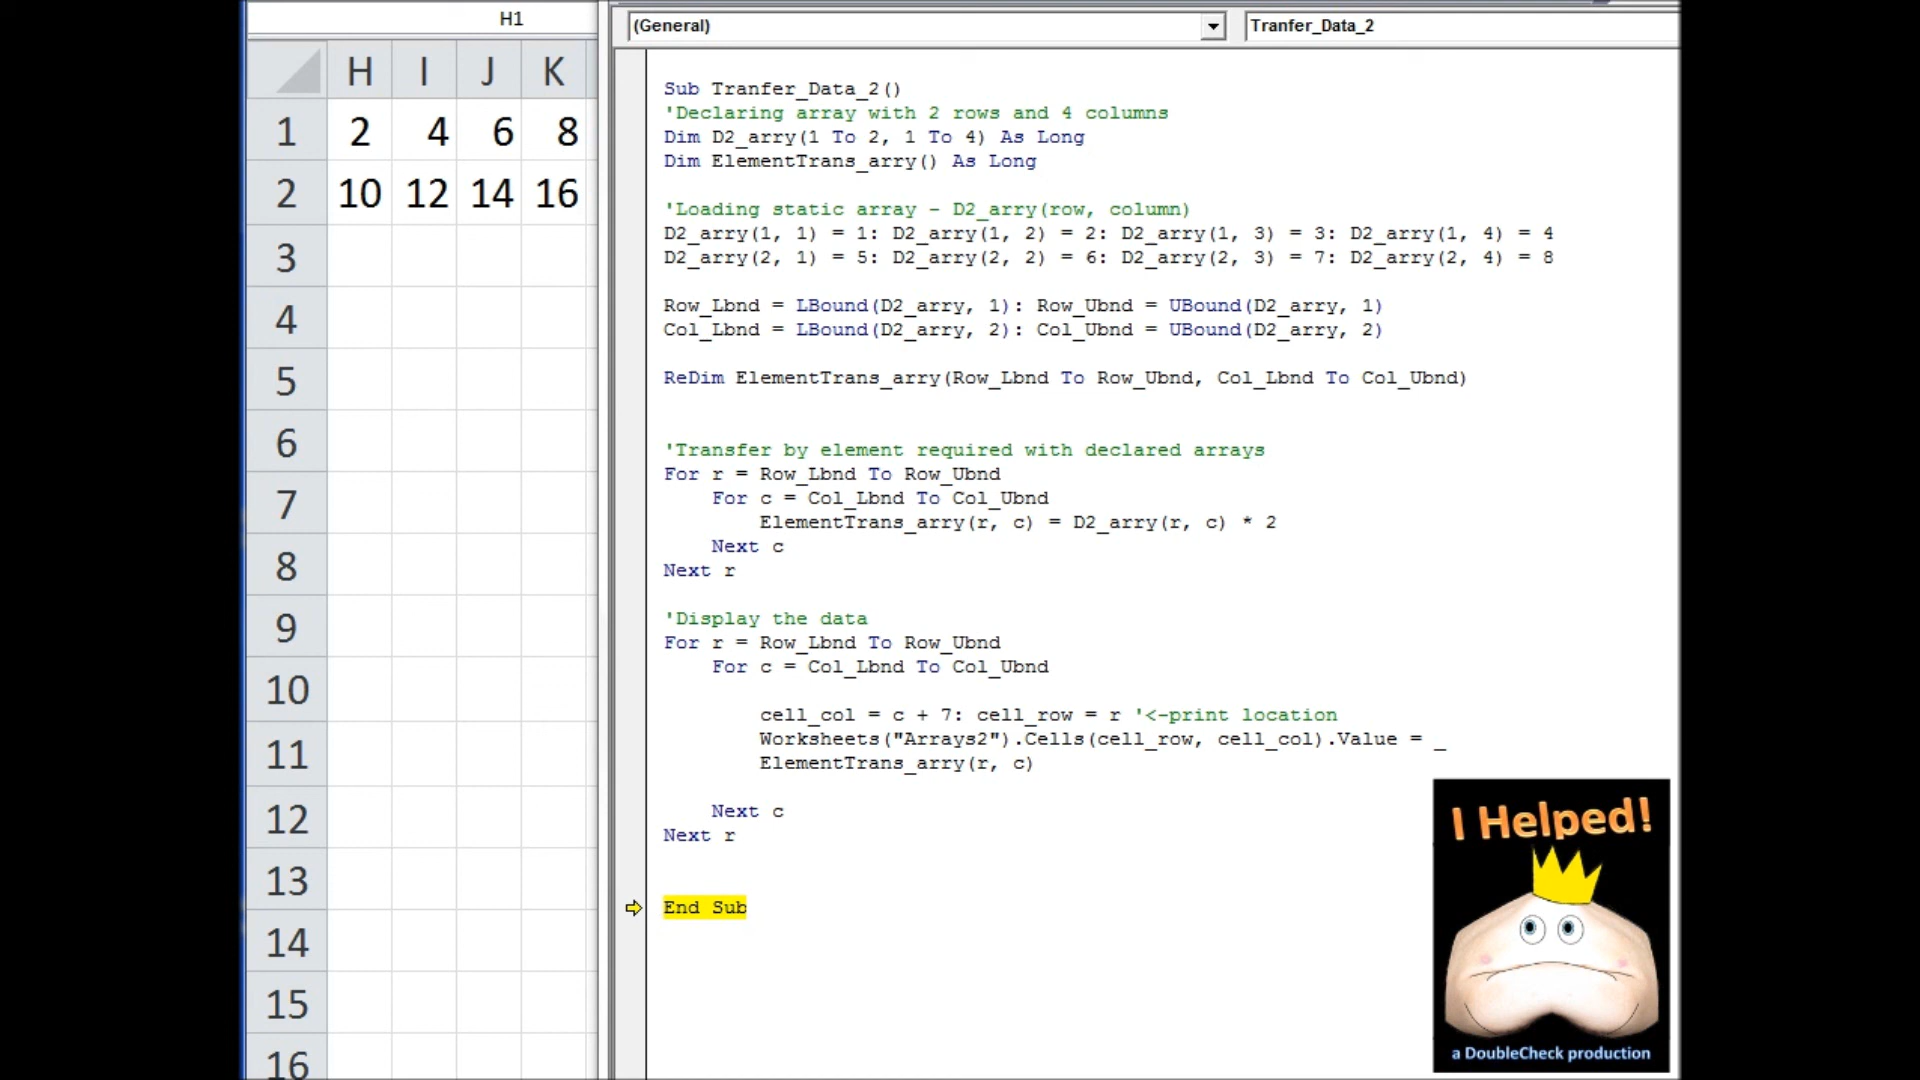 H1
(General)
Tranfer_Data_2
H I J K
1 2 4 6 8
2 10 12 14 16
3
4
5
6
7
8
9
10
11
12
13
14
15
16
Sub Tranfer_Data_2()
'Declaring array with 2 rows and 4 columns
Dim D2_arry(1 To 2, 1 To 4) As Long
Dim ElementTrans_arry() As Long
'Loading static array - D2_arry(row, column)
D2_arry(1, 1) = 1: D2_arry(1, 2) = 2: D2_arry(1, 3) = 3: D2_arry(1, 4) = 4
D2_arry(2, 1) = 5: D2_arry(2, 2) = 6: D2_arry(2, 3) = 7: D2_arry(2, 4) = 8
Row_Lbnd = LBound(D2_arry, 1): Row_Ubnd = UBound(D2_arry, 1)
Col_Lbnd = LBound(D2_arry, 2): Col_Ubnd = UBound(D2_arry, 2)
ReDim ElementTrans_arry(Row_Lbnd To Row_Ubnd, Col_Lbnd To Col_Ubnd)
'Transfer by element required with declared arrays
For r = Row_Lbnd To Row_Ubnd
For c = Col_Lbnd To Col_Ubnd
ElementTrans_arry(r, c) = D2_arry(r, c) * 2
Next c
Next r
'Display the data
For r = Row_Lbnd To Row_Ubnd
For c = Col_Lbnd To Col_Ubnd
cell_col = c + 7: cell_row = r '<-print location
Worksheets("Arrays2").Cells(cell_row, cell_col).Value = _
ElementTrans_arry(r, c)
Next c
Next r
End Sub
I Helped!
a DoubleCheck production